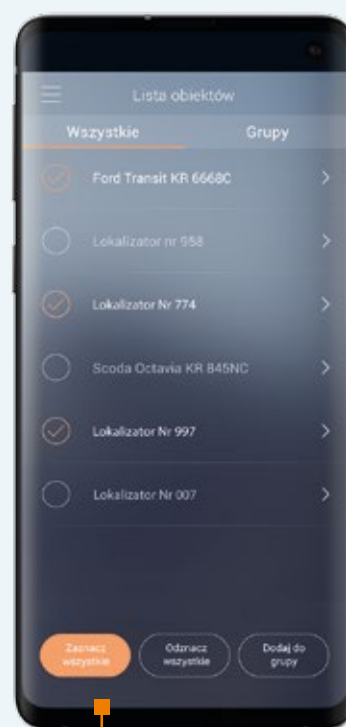 Lista obiektów
Wszystkie Grupy
Ford Transit KR 6668C
Lokalizator nr 958
Lokalizator Nr 774
Scoda Octavia KR 845NC
Lokalizator Nr 997
Lokalizator Nr 007
Zaznacz
wszystkie
Odznacz
wszystkie
Dodaj do
grupy